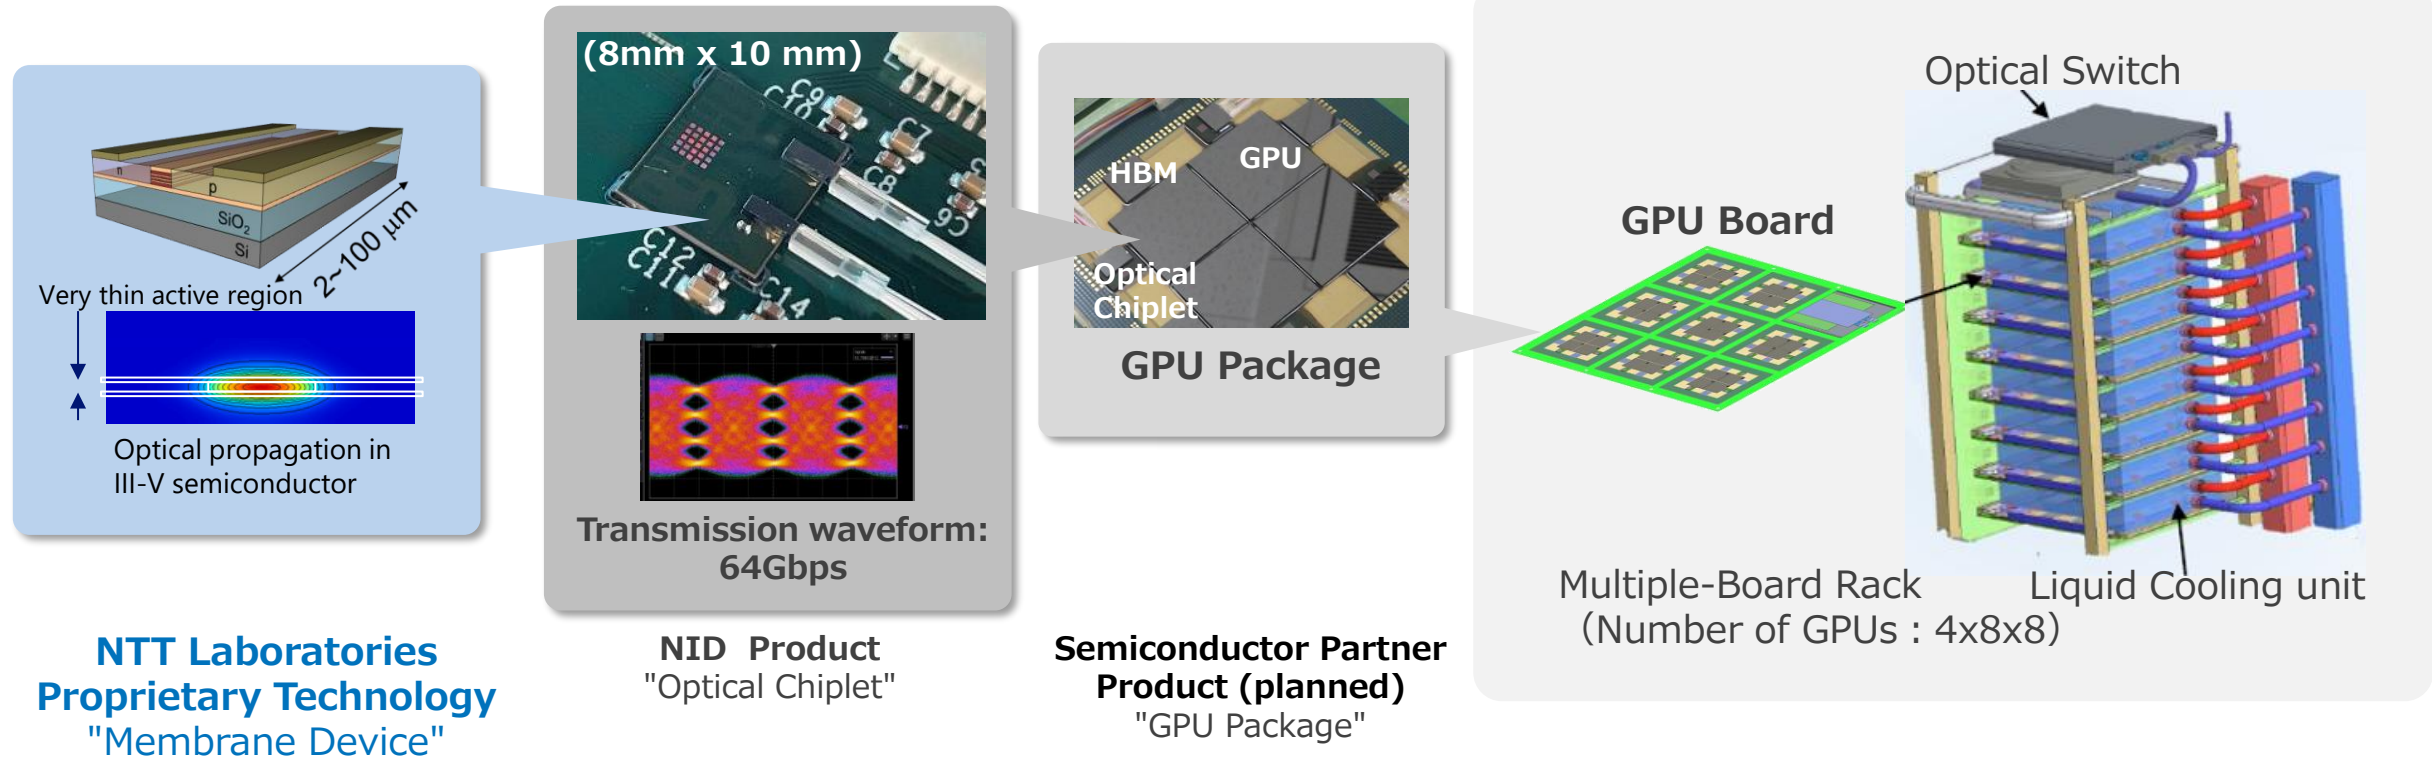 n
p
SiO2
Si
2~100 μm
Very thin active region
Optical propagation in
III-V semiconductor
NTT Laboratories
Proprietary Technology
"Membrane Device"
(8mm x 10 mm)
C9
C10
C7
C8
C5
C6
C12
C11
C14
Transmission waveform:
64Gbps
NID Product
"Optical Chiplet"
HBM
GPU
Optical
Chiplet
GPU Package
Semiconductor Partner
Product (planned)
"GPU Package"
GPU Board
Optical Switch
Multiple-Board Rack
(Number of GPUs : 4x8x8)
Liquid Cooling unit